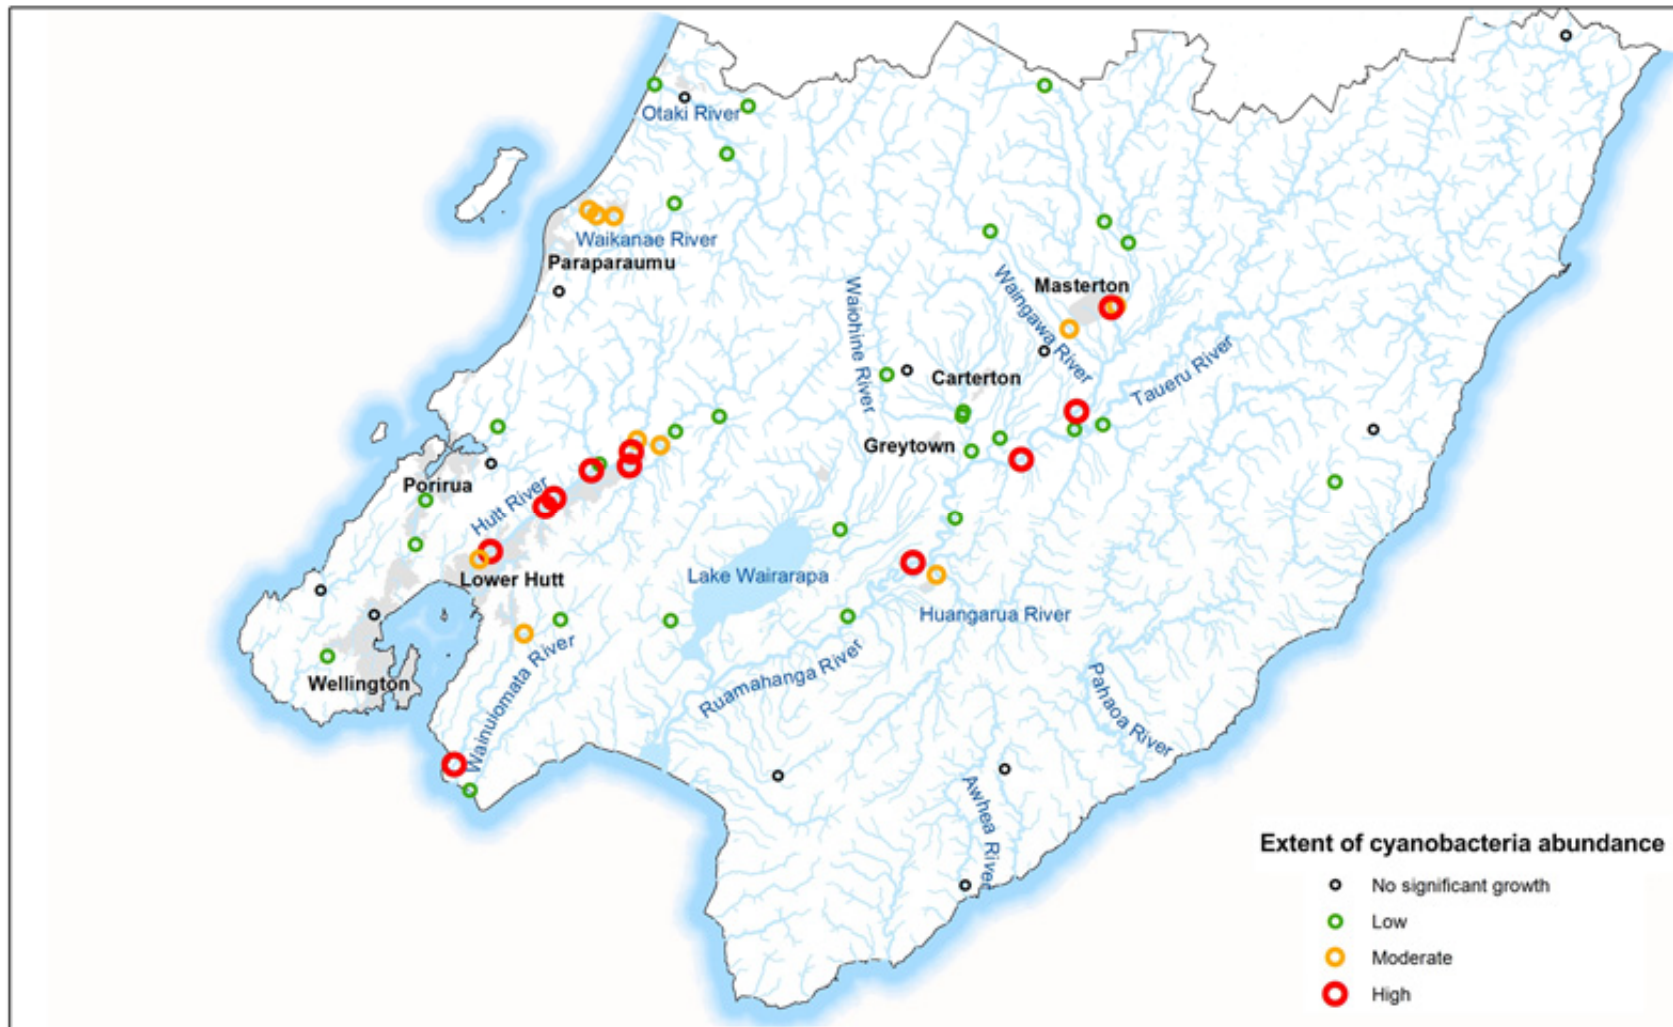 Otaki River
Waikanae River
Paraparaumu
Masterton
Waingawa River
Waiohine River
Carterton
Taueru River
Greytown
Porirua
Hutt River
Lower Hutt
Lake Wairarapa
Huangarua River
Wainuiomata River
Wellington
Ruamahanga River
Pahaoa River
Awhea River
Extent of cyanobacteria abundance
No significant growth
Low
Moderate
High